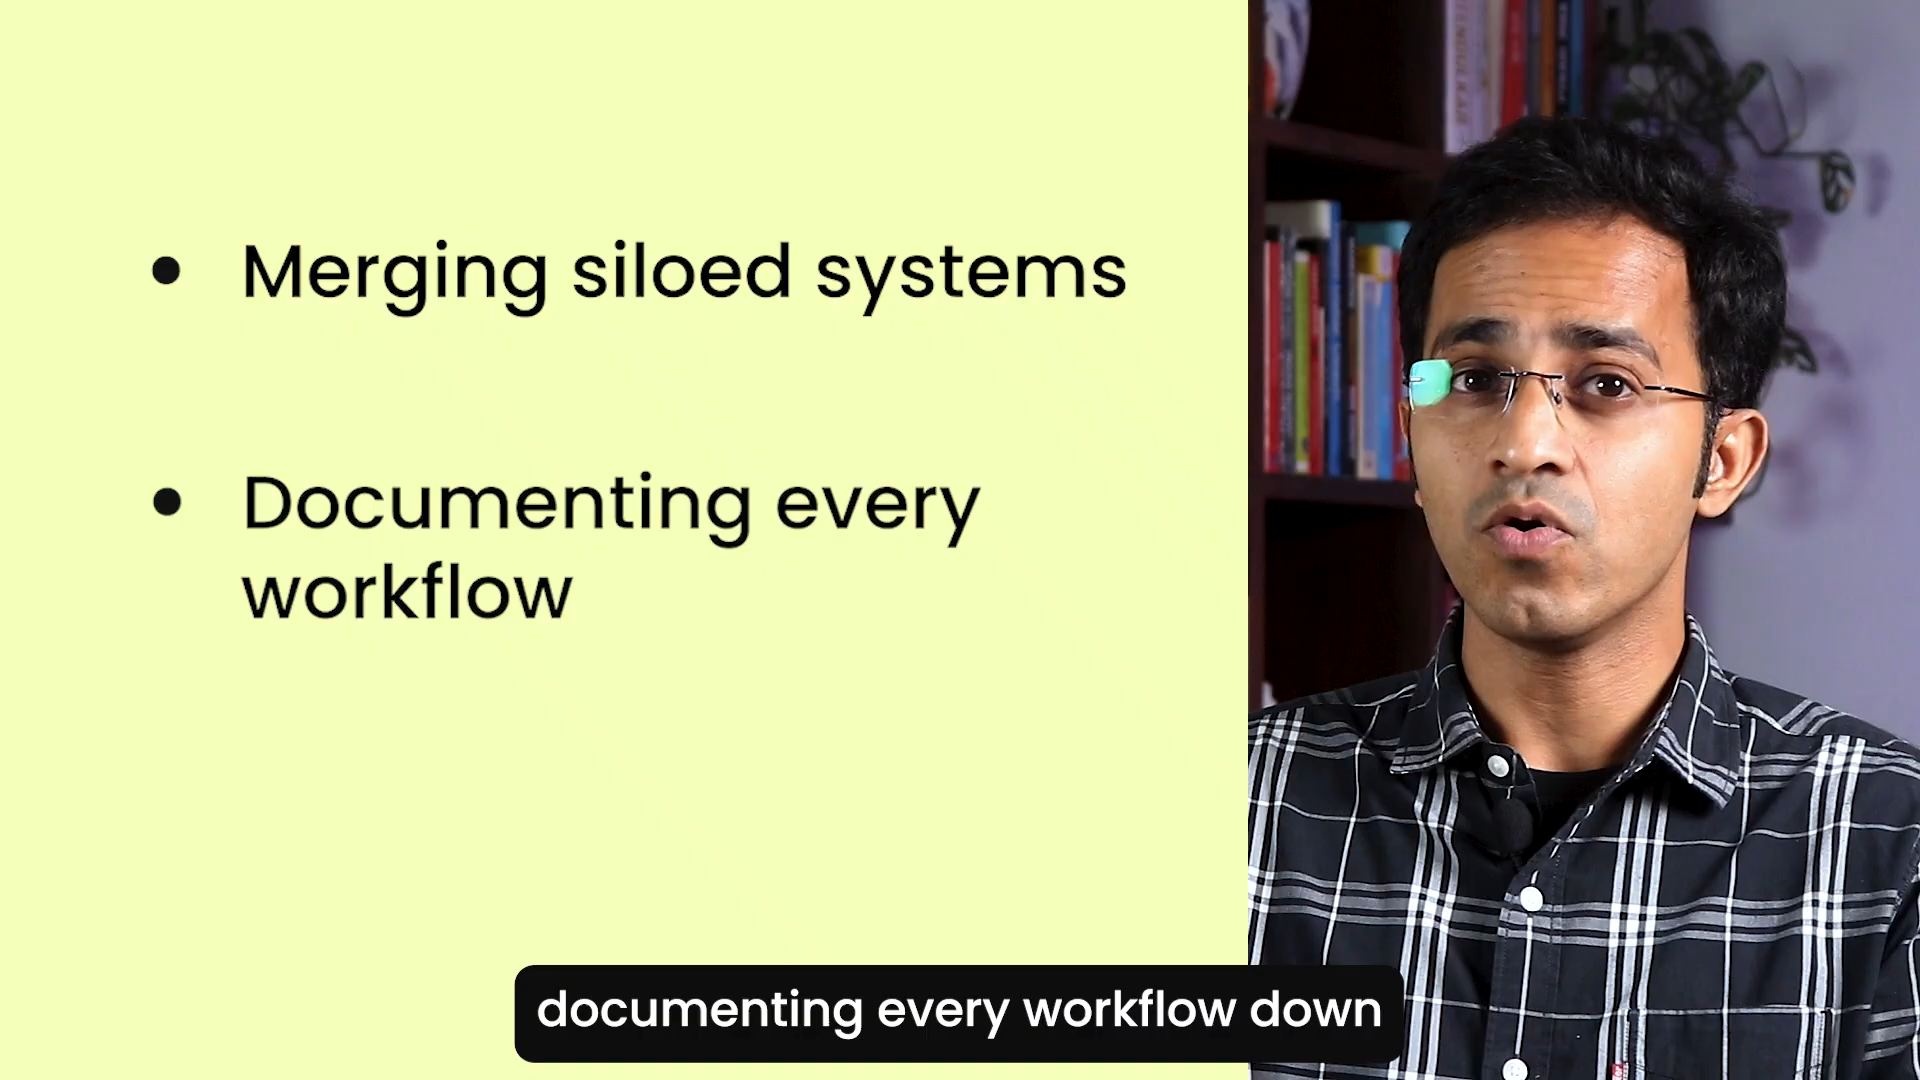 • Merging siloed systems
• Documenting every
workflow
documenting every workflow down